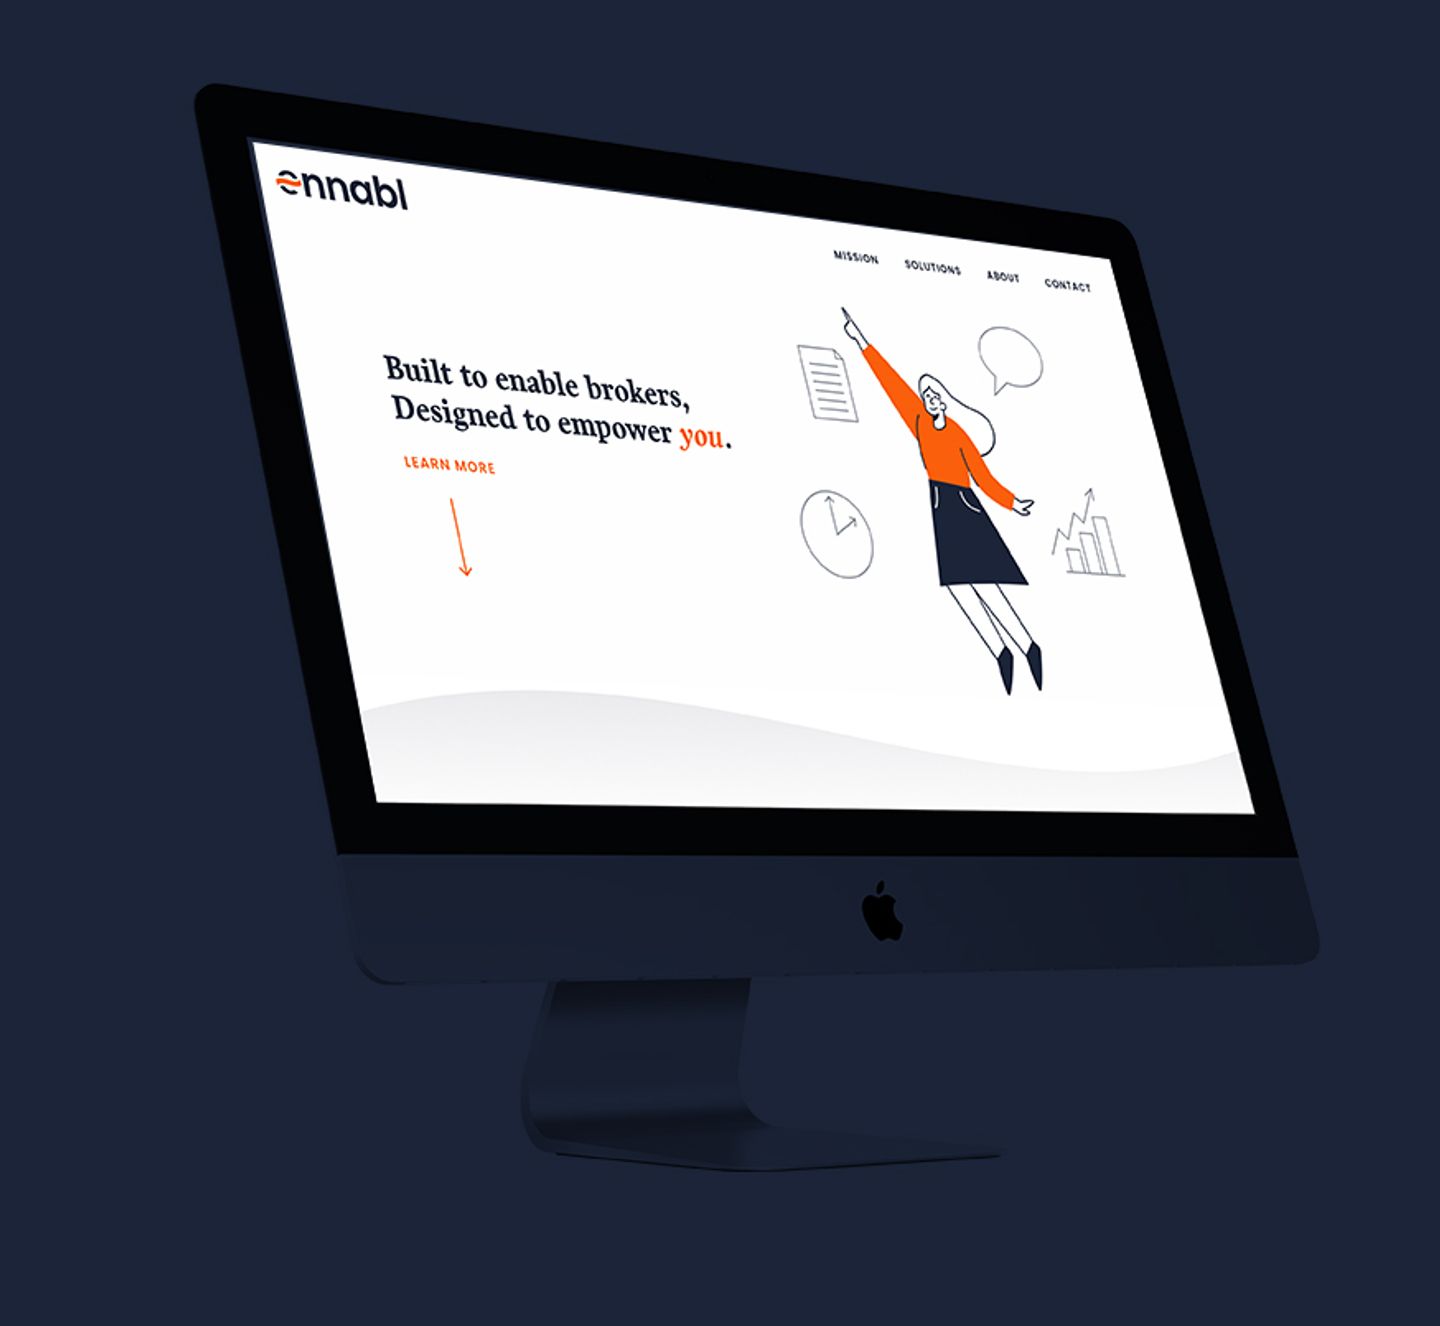 ennabl
MISSION SOLUTIONS ABOUT CONTACT
Built to enable brokers,
Designed to empower you.
LEARN MORE